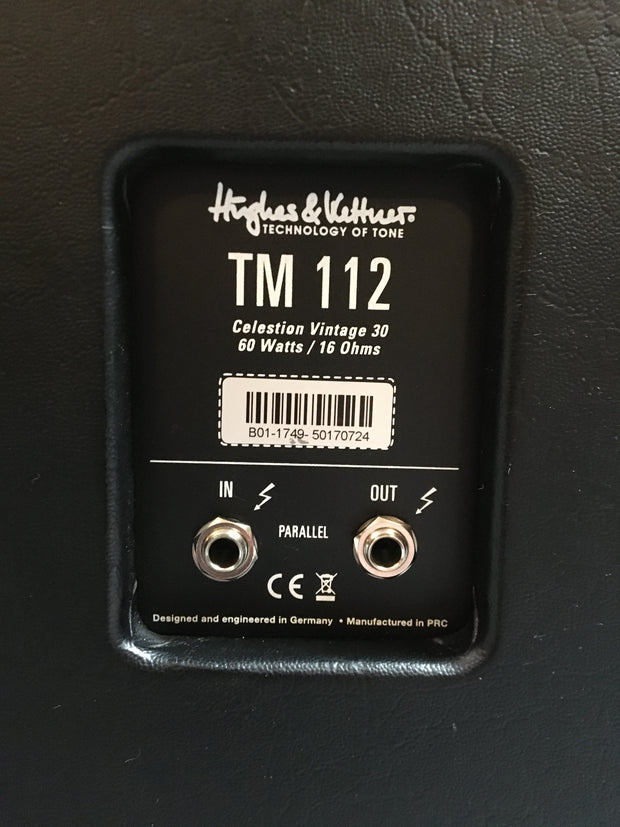 Hughes & Kettner.
TECHNOLOGY OF TONE
TM 112
Celestion Vintage 30
60 Watts / 16 Ohms
B01-1749- 50170724
IN OUT
PARALLEL
CE
Designed and engineered in Germany • Manufactured in PRC